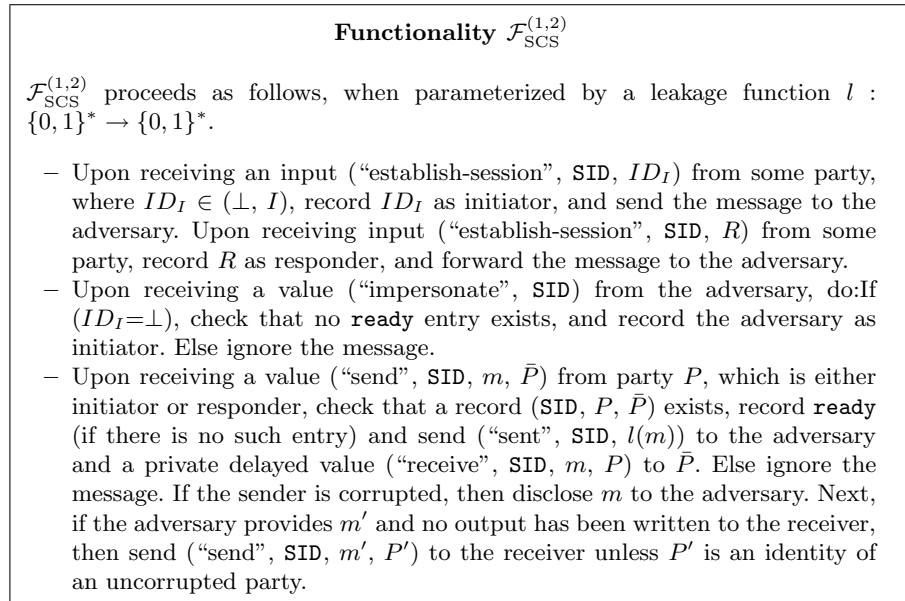 Functionality $\mathcal{F}_{\text{SCS}}^{(1,2)}$
$\mathcal{F}_{\text{SCS}}^{(1,2)}$ proceeds as follows, when parameterized by a leakage function $l$ :
$\{0,1\}^* \to \{0,1\}^*$.
– Upon receiving an input (“establish-session”, SID, $ID_I$) from some party,
where $ID_I \in (\bot, I)$, record $ID_I$ as initiator, and send the message to the
adversary. Upon receiving input (“establish-session”, SID, $R$) from some
party, record $R$ as responder, and forward the message to the adversary.
– Upon receiving a value (“impersonate”, SID) from the adversary, do:If
($ID_I$=$\bot$), check that no ready entry exists, and record the adversary as
initiator. Else ignore the message.
– Upon receiving a value (“send”, SID, $m$, $\bar{P}$) from party $P$, which is either
initiator or responder, check that a record (SID, $P$, $\bar{P}$) exists, record ready
(if there is no such entry) and send (“sent”, SID, $l(m)$) to the adversary
and a private delayed value (“receive”, SID, $m$, $P$) to $\bar{P}$. Else ignore the
message. If the sender is corrupted, then disclose $m$ to the adversary. Next,
if the adversary provides $m'$ and no output has been written to the receiver,
then send (“send”, SID, $m'$, $P'$) to the receiver unless $P'$ is an identity of
an uncorrupted party.